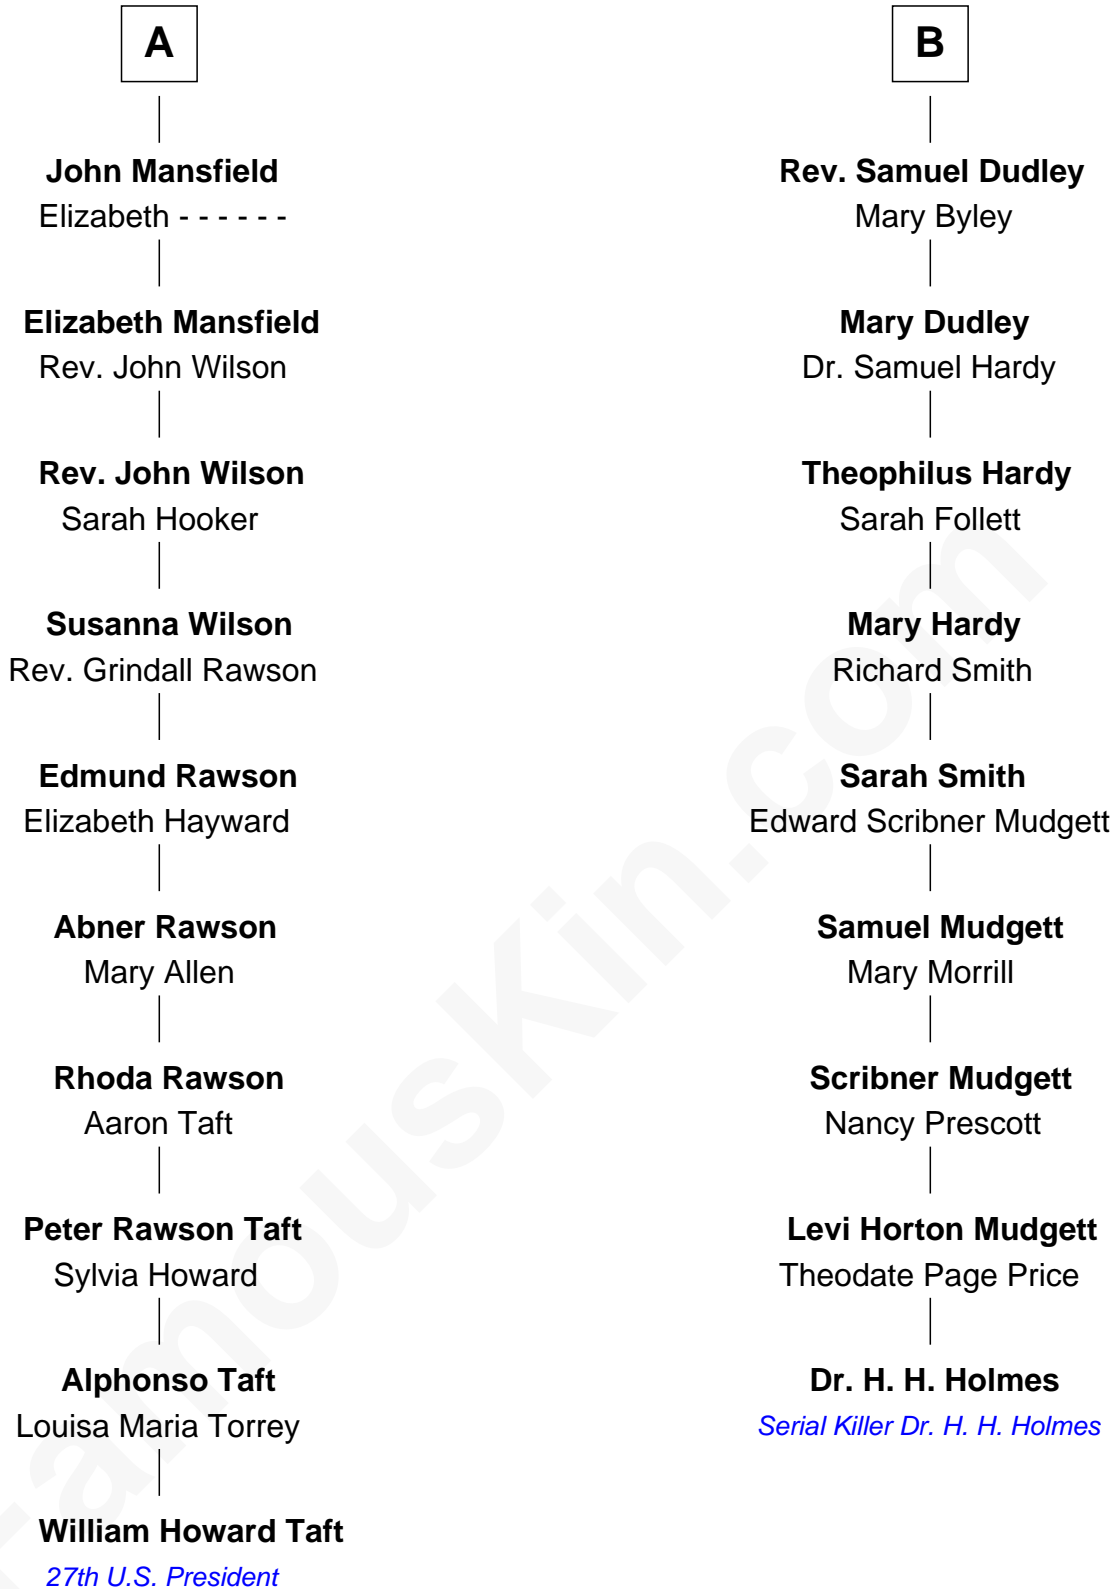 A
John Mansfield
Elizabeth - - - - - -
Elizabeth Mansfield
Rev. John Wilson
Rev. John Wilson
Sarah Hooker
Susanna Wilson
Rev. Grindall Rawson
Edmund Rawson
Elizabeth Hayward
Abner Rawson
Mary Allen
Rhoda Rawson
Aaron Taft
Peter Rawson Taft
Sylvia Howard
Alphonso Taft
Louisa Maria Torrey
William Howard Taft
27th U.S. President
B
Rev. Samuel Dudley
Mary Byley
Mary Dudley
Dr. Samuel Hardy
Theophilus Hardy
Sarah Follett
Mary Hardy
Richard Smith
Sarah Smith
Edward Scribner Mudgett
Samuel Mudgett
Mary Morrill
Scribner Mudgett
Nancy Prescott
Levi Horton Mudgett
Theodate Page Price
Dr. H. H. Holmes
Serial Killer Dr. H. H. Holmes
FamousKin.com